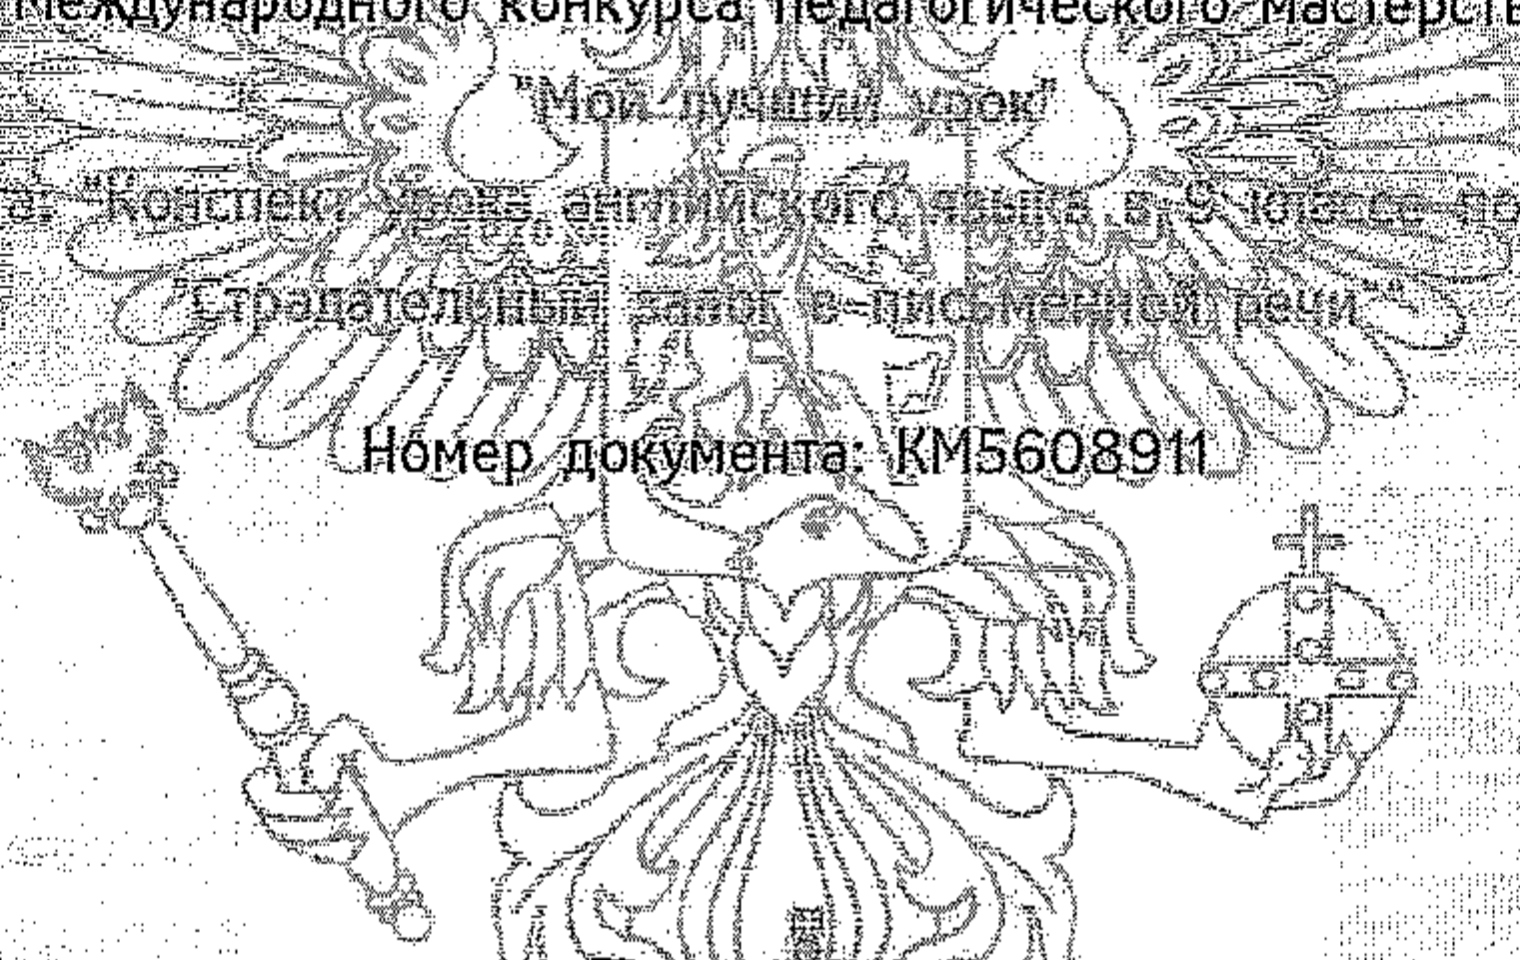 Международного конкурса педагогического мастерств
"Мой лучший урок"
а: "Конспект урока английского языка в 9 классе по
"Страдательный залог в письменной речи""
Номер документа: КМ5608911